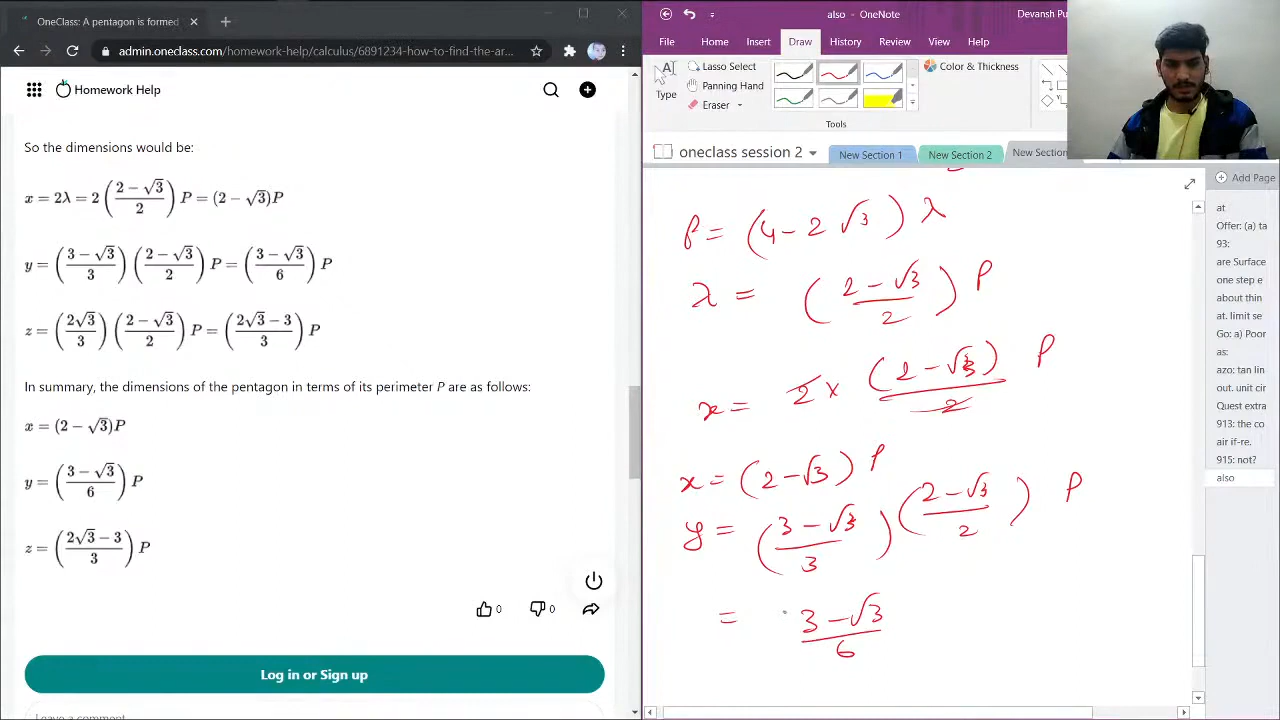 OneClass: A pentagon is formed
admin.oneclass.com/homework-help/calculus/6891234-how-to-find-the-ar...
Homework Help
So the dimensions would be:
x = 2λ = 2 ( (2 − √3) / 2 ) P = (2 − √3)P
y = ( (3 − √3) / 3 ) ( (2 − √3) / 2 ) P = ( (3 − √3) / 6 ) P
z = ( 2√3 / 3 ) ( (2 − √3) / 2 ) P = ( (2√3 − 3) / 3 ) P
In summary, the dimensions of the pentagon in terms of its perimeter P are as follows:
x = (2 − √3)P
y = ( (3 − √3) / 6 ) P
z = ( (2√3 − 3) / 3 ) P
0
0
Log in or Sign up
Leave a comment
also - OneNote
Devansh Pu
File Home Insert Draw History Review View Help
Type
Lasso Select
Panning Hand
Eraser
Color & Thickness
Tools
oneclass session 2
New Section 1
New Section 2
New Section
P = (4 − 2√3) λ
λ = ( (2 − √3) / 2 ) P
x = 2 × (2 − √3) / 2 P
x = (2 − √3) P
y = ( (3 − √3) / 3 ) ( (2 − √3) / 2 ) P
= (3 − √3) / 6
Add Page
at
Offer: (a) ta
93:
are Surface
one step e
about thin
at. limit se
Go: a) Poor
as:
azo: tan lin
out. unit cir
Quest extra
913: the co
air if-re.
915: not?
also